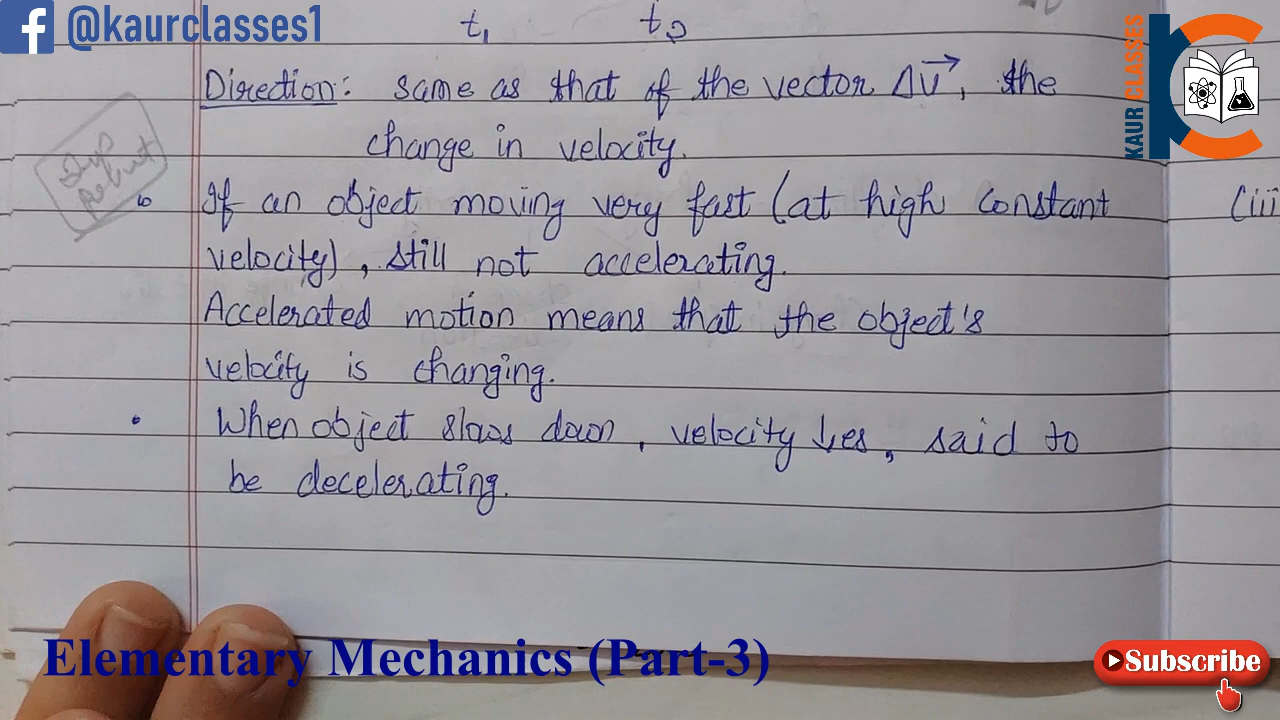 @kaurclasses1
t₁ t₂
KAUR CLASSES
Direction: same as that of the vector Δv⃗, the
change in velocity.
If an object moving very fast (at high constant
velocity), still not accelerating.
Accelerated motion means that the object's
velocity is changing.
• When object slows down, velocity ↓es, said to
be decelerating.
(iii
Elementary Mechanics (Part-3)
Subscribe